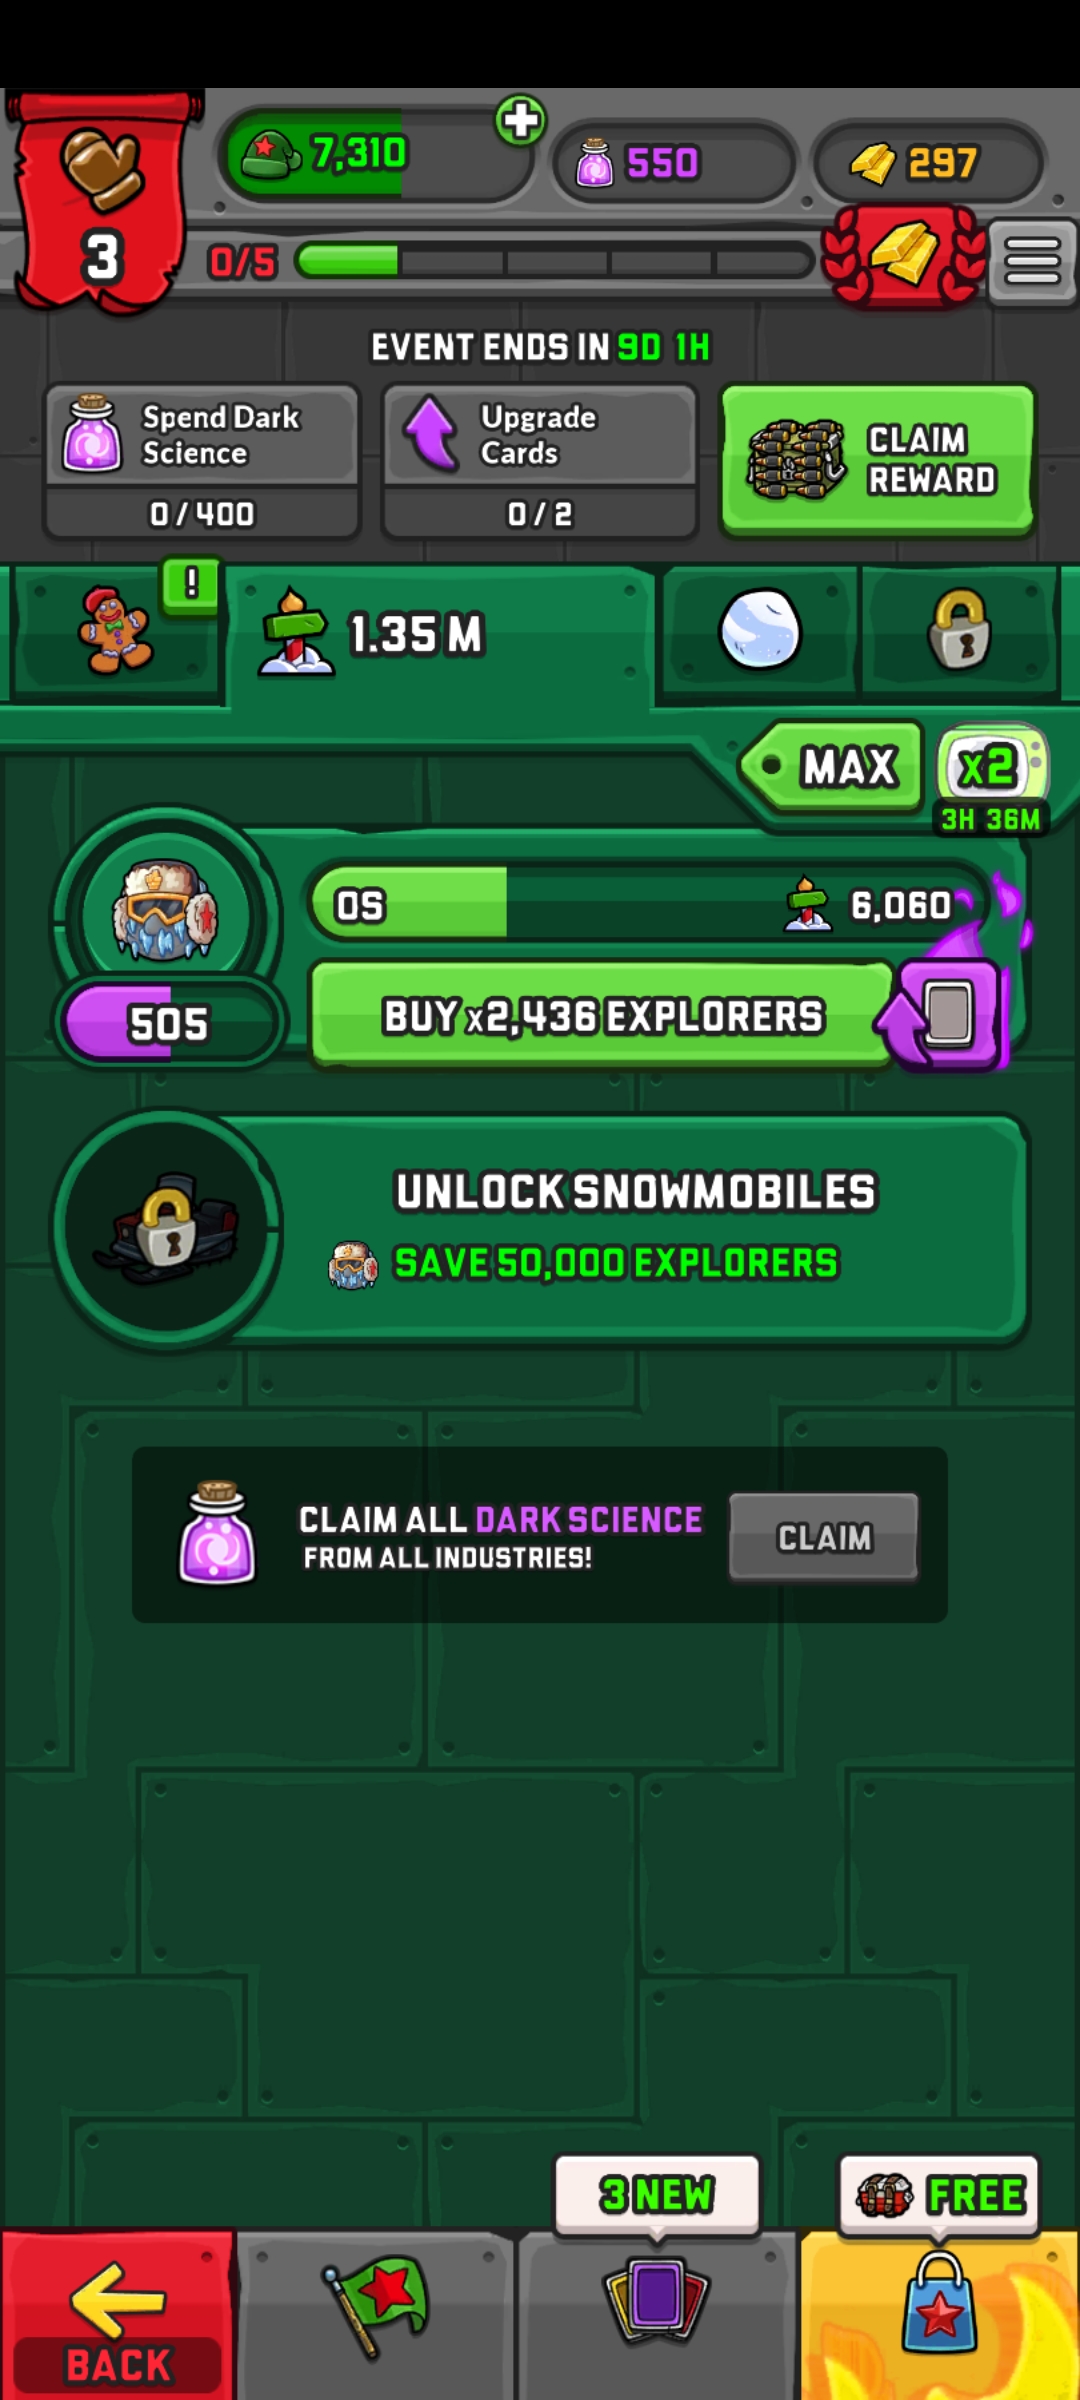 7,310
550
297
3
0/5
EVENT ENDS IN 9D 1H
Spend Dark
Science
0 / 400
Upgrade
Cards
0 / 2
CLAIM
REWARD
!
1.35 M
MAX
x2
3H 36M
0S
6,060
505
BUY x2,436 EXPLORERS
UNLOCK SNOWMOBILES
SAVE 50,000 EXPLORERS
CLAIM ALL DARK SCIENCE
FROM ALL INDUSTRIES!
CLAIM
3 NEW
FREE
BACK